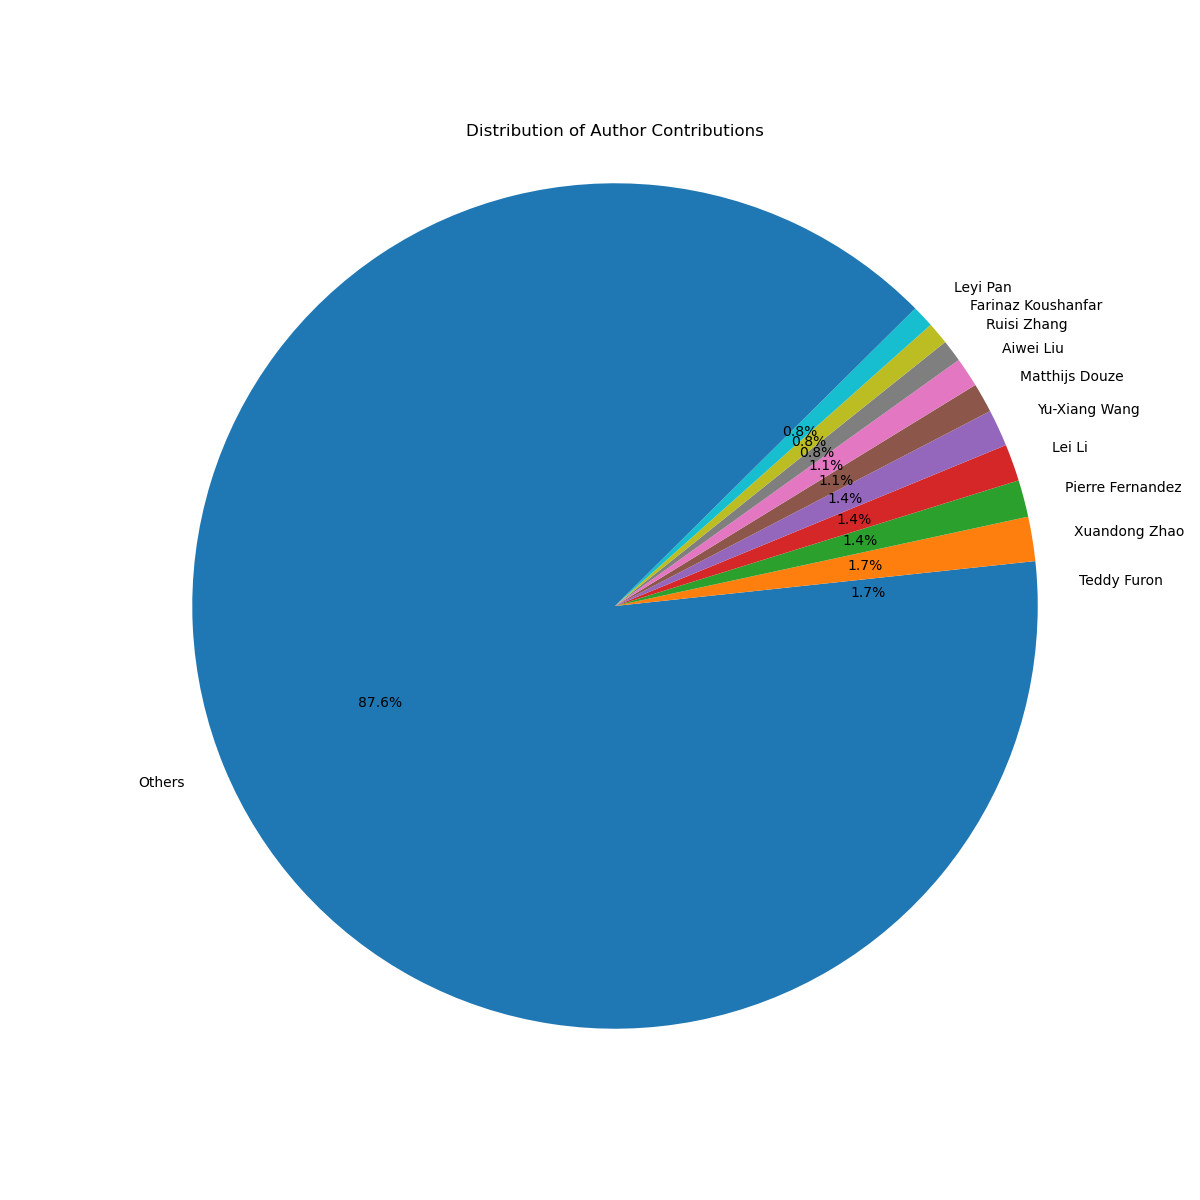 Distribution of Author Contributions
Leyi Pan
Farinaz Koushanfar
Ruisi Zhang
Aiwei Liu
Matthijs Douze
Yu-Xiang Wang
Lei Li
Pierre Fernandez
Xuandong Zhao
Teddy Furon
Others
0.8%
0.8%
0.8%
1.1%
1.1%
1.4%
1.4%
1.4%
1.7%
1.7%
87.6%